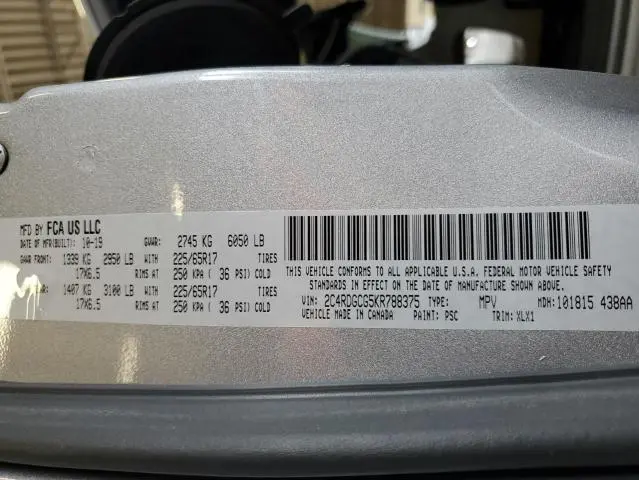 MFD BY FCA US LLC
DATE OF MFR(BUILT): 10-19 GVWR: 2745 KG 6050 LB
GAWR FRONT: 1339 KG 2950 LB WITH 225/65R17 TIRES
17X6.5 RIMS AT 250 KPA ( 36 PSI) COLD
AR: 1407 KG 3100 LB WITH 225/65R17 TIRES
17X6.5 RIMS AT 250 KPA ( 36 PSI) COLD
THIS VEHICLE CONFORMS TO ALL APPLICABLE U.S.A. FEDERAL MOTOR VEHICLE SAFETY
STANDARDS IN EFFECT ON THE DATE OF MANUFACTURE SHOWN ABOVE
VIN: 2C4RDGCG5KR788375 TYPE: MPV MDH:101815 438AA
VEHICLE MADE IN CANADA PAINT: PSC TRIM: XLX1